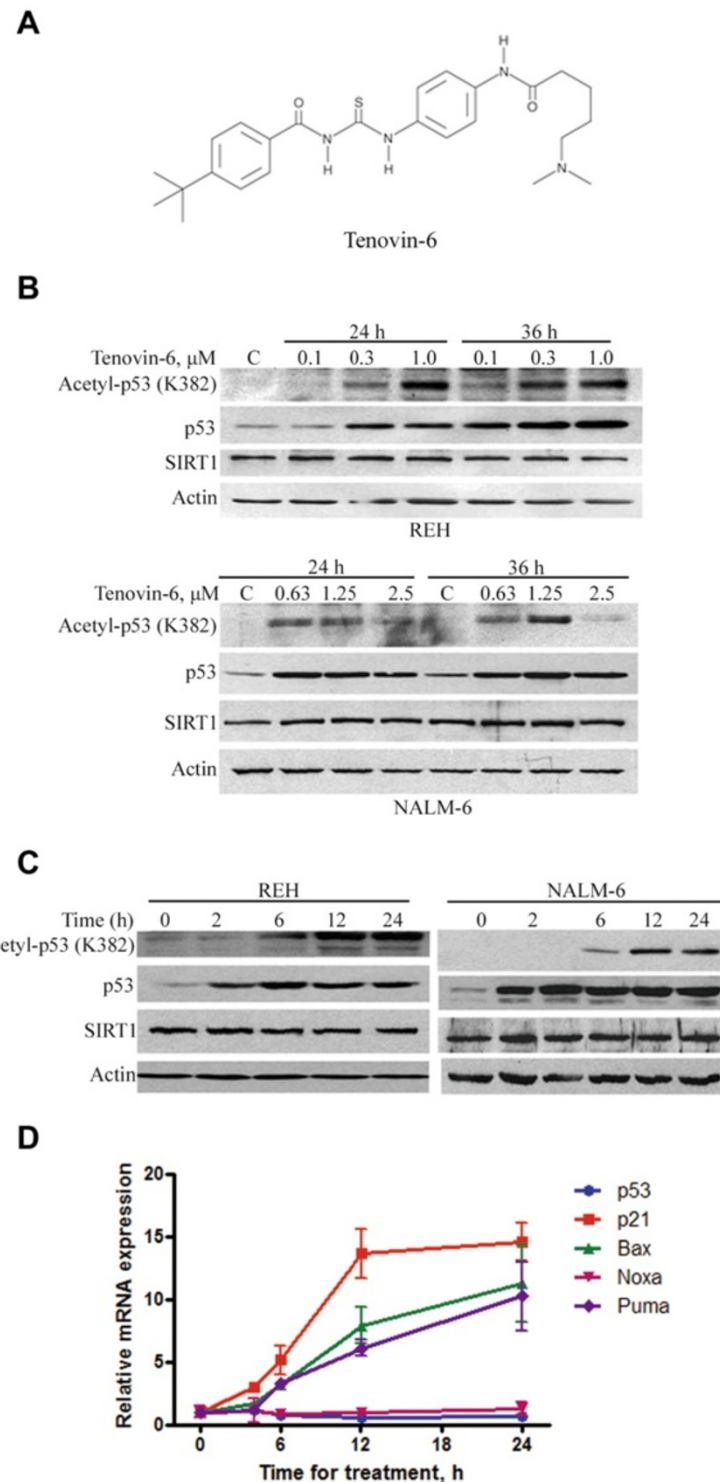 A
H
N
O
O
S
N
N
H
H
N
Tenovin-6
B
24 h 36 h
Tenovin-6, μM C 0.1 0.3 1.0 0.1 0.3 1.0
Acetyl-p53 (K382)
p53
SIRT1
Actin
REH
24 h 36 h
Tenovin-6, μM C 0.63 1.25 2.5 C 0.63 1.25 2.5
Acetyl-p53 (K382)
p53
SIRT1
Actin
NALM-6
C
REH NALM-6
Time (h) 0 2 6 12 24 0 2 6 12 24
etyl-p53 (K382)
p53
SIRT1
Actin
D
Relative mRNA expression
20
15
10
5
0
0 6 12 18 24
Time for treatment, h
p53
p21
Bax
Noxa
Puma